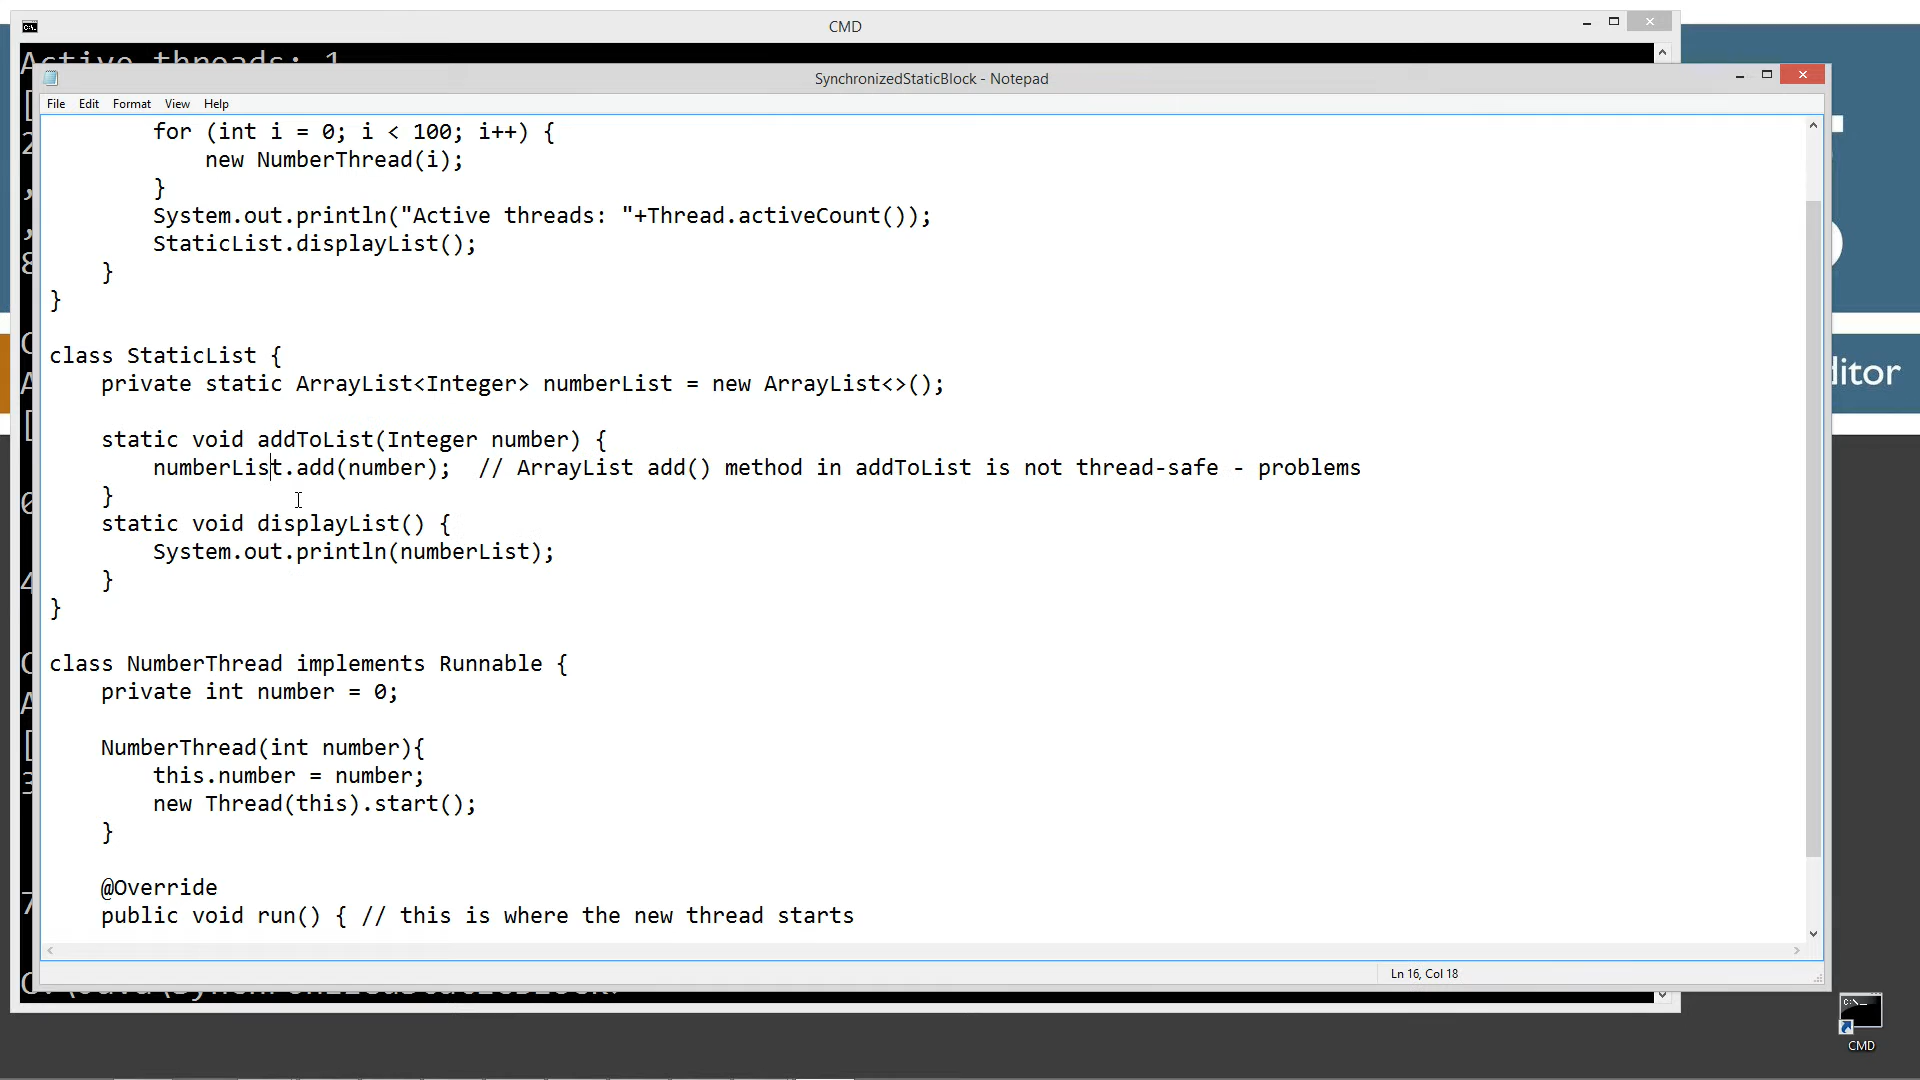 CMD
Active threads: 1
SynchronizedStaticBlock - Notepad
File Edit Format View Help
        for (int i = 0; i < 100; i++) {
            new NumberThread(i);
        }
        System.out.println("Active threads: "+Thread.activeCount());
        StaticList.displayList();
    }
}

class StaticList {
    private static ArrayList<Integer> numberList = new ArrayList<>();

    static void addToList(Integer number) {
        numberList.add(number);  // ArrayList add() method in addToList is not thread-safe - problems
    }
    static void displayList() {
        System.out.println(numberList);
    }
}

class NumberThread implements Runnable {
    private int number = 0;

    NumberThread(int number){
        this.number = number;
        new Thread(this).start();
    }

    @Override
    public void run() { // this is where the new thread starts
Ln 16, Col 18
ditor
CMD